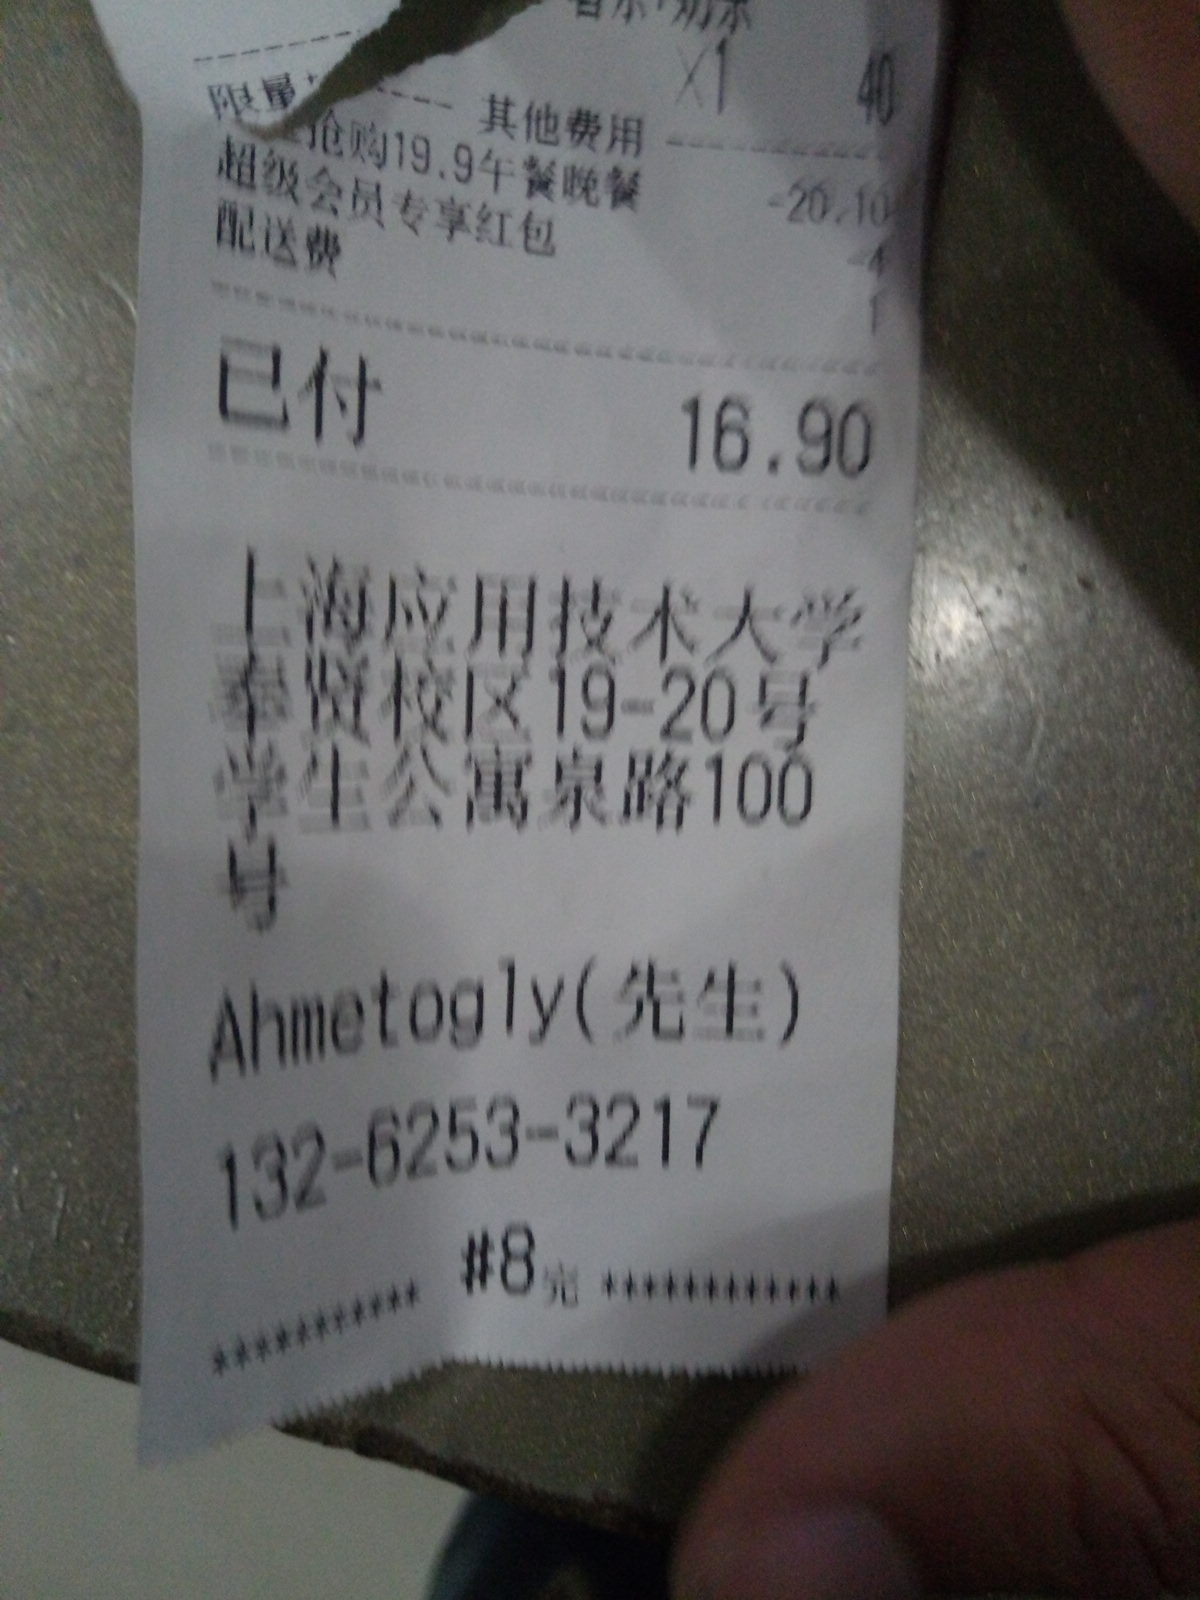 X1 40
其他费用
限量抢购19.9午餐晚餐 -20.10
超级会员专享红包 -4
配送费 1
已付 16.90
上海应用技术大学
奉贤校区19-20号
学生公寓泉路100
号
Ahmetogly(先生)
132-6253-3217
*********** #8完 ************